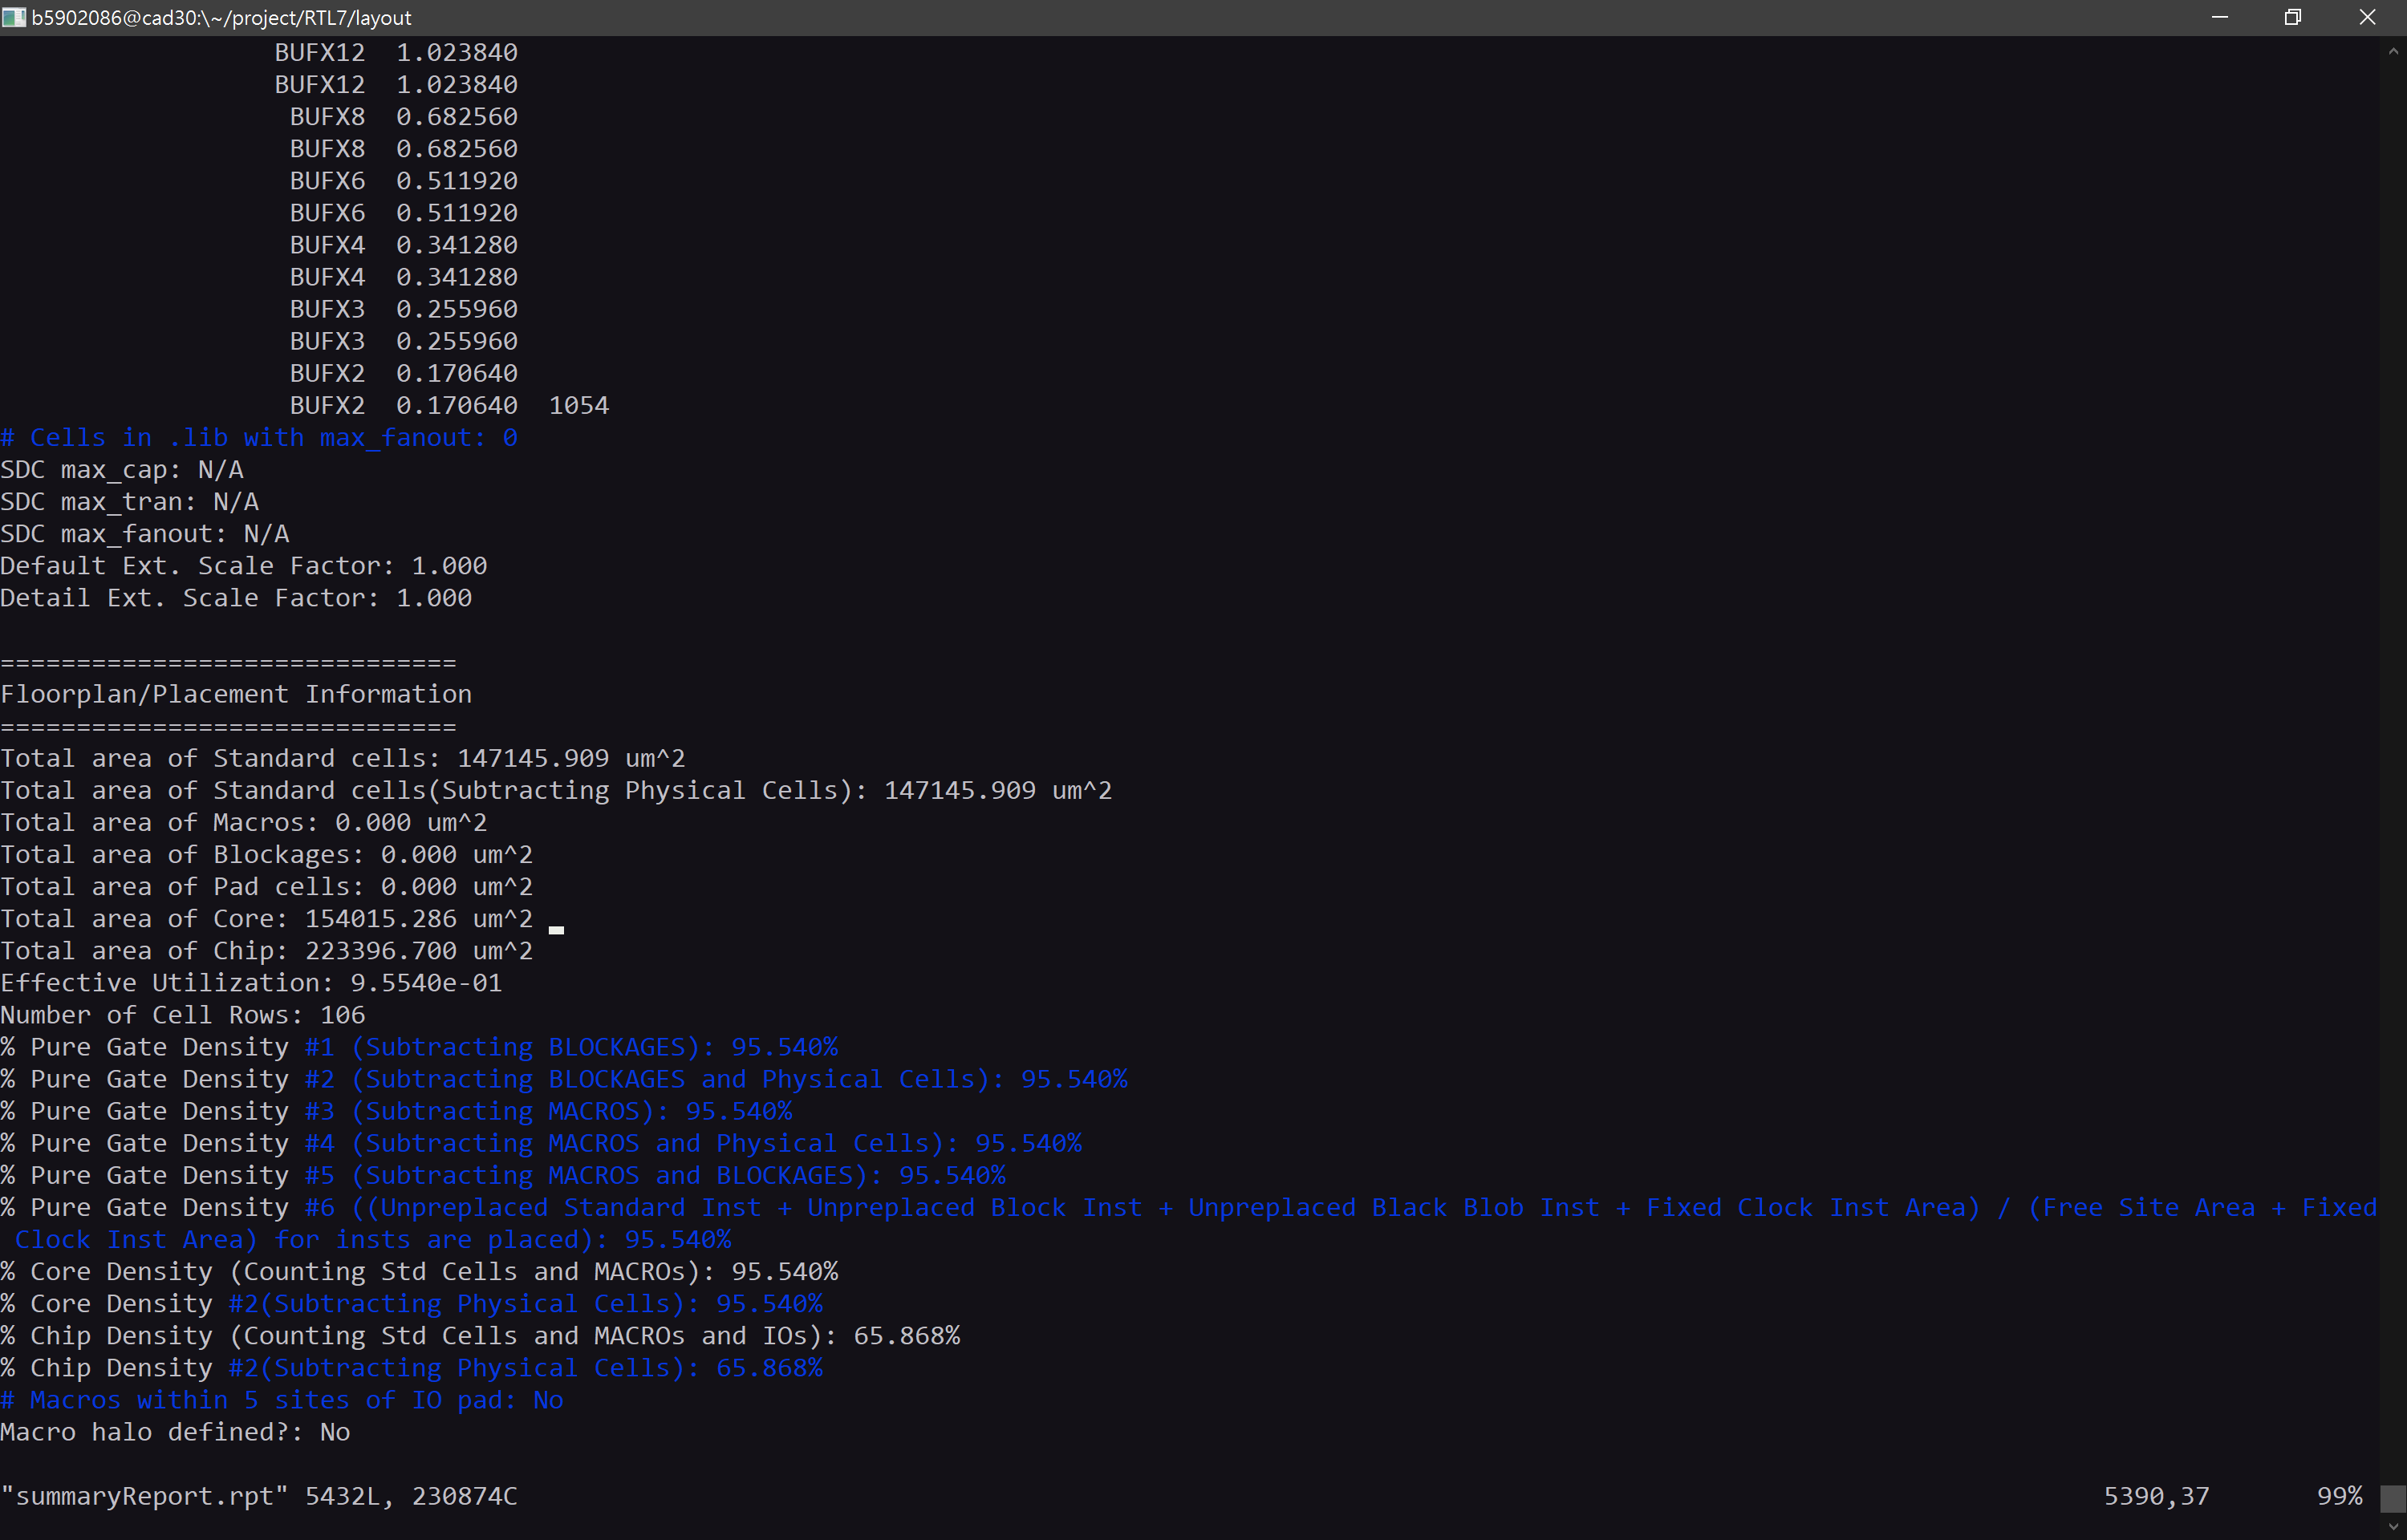 b5902086@cad30:\~/project/RTL7/layout
BUFX12  1.023840
BUFX12  1.023840
BUFX8  0.682560
BUFX8  0.682560
BUFX6  0.511920
BUFX6  0.511920
BUFX4  0.341280
BUFX4  0.341280
BUFX3  0.255960
BUFX3  0.255960
BUFX2  0.170640
BUFX2  0.170640  1054
# Cells in .lib with max_fanout: 0
SDC max_cap: N/A
SDC max_tran: N/A
SDC max_fanout: N/A
Default Ext. Scale Factor: 1.000
Detail Ext. Scale Factor: 1.000
==============================
Floorplan/Placement Information
==============================
Total area of Standard cells: 147145.909 um^2
Total area of Standard cells(Subtracting Physical Cells): 147145.909 um^2
Total area of Macros: 0.000 um^2
Total area of Blockages: 0.000 um^2
Total area of Pad cells: 0.000 um^2
Total area of Core: 154015.286 um^2
Total area of Chip: 223396.700 um^2
Effective Utilization: 9.5540e-01
Number of Cell Rows: 106
% Pure Gate Density #1 (Subtracting BLOCKAGES): 95.540%
% Pure Gate Density #2 (Subtracting BLOCKAGES and Physical Cells): 95.540%
% Pure Gate Density #3 (Subtracting MACROS): 95.540%
% Pure Gate Density #4 (Subtracting MACROS and Physical Cells): 95.540%
% Pure Gate Density #5 (Subtracting MACROS and BLOCKAGES): 95.540%
% Pure Gate Density #6 ((Unpreplaced Standard Inst + Unpreplaced Block Inst + Unpreplaced Black Blob Inst + Fixed Clock Inst Area) / (Free Site Area + Fixed
 Clock Inst Area) for insts are placed): 95.540%
% Core Density (Counting Std Cells and MACROs): 95.540%
% Core Density #2(Subtracting Physical Cells): 95.540%
% Chip Density (Counting Std Cells and MACROs and IOs): 65.868%
% Chip Density #2(Subtracting Physical Cells): 65.868%
# Macros within 5 sites of IO pad: No
Macro halo defined?: No
"summaryReport.rpt" 5432L, 230874C 5390,37 99%